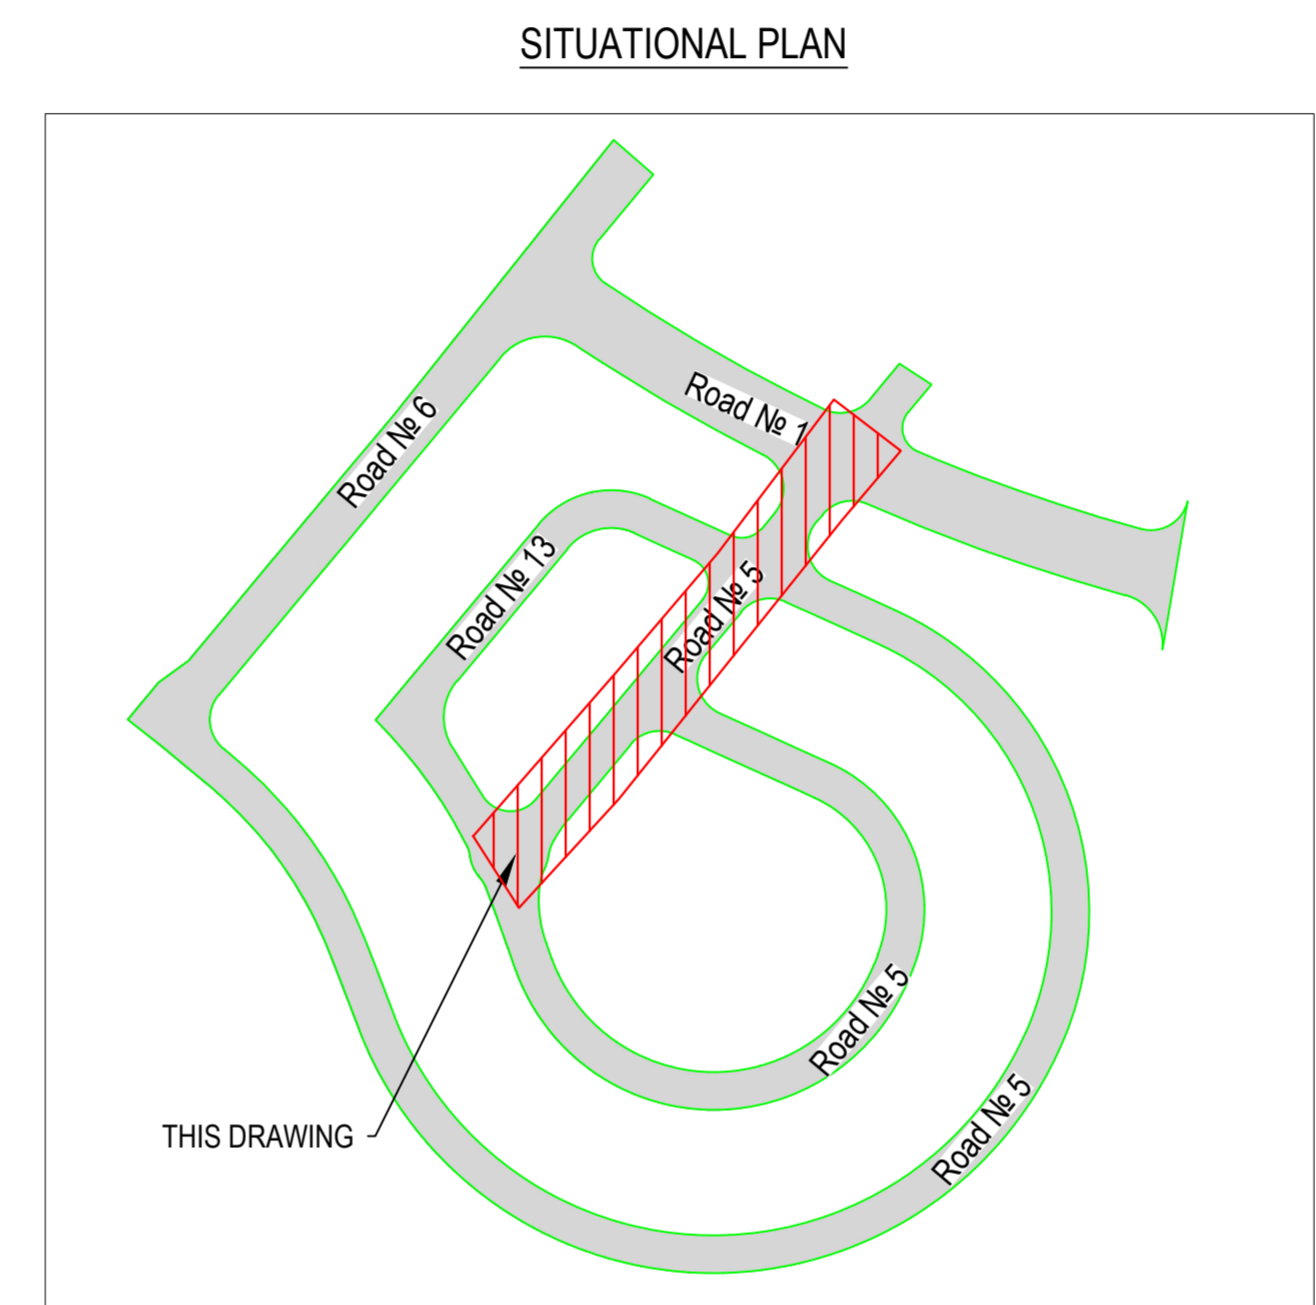 SITUATIONAL PLAN
Road № 6
Road № 1
Road № 13
Road № 5
Road № 5
Road № 5
THIS DRAWING